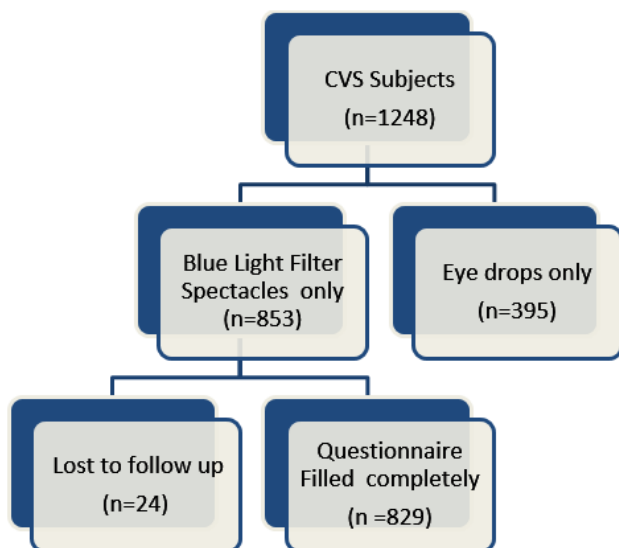 CVS Subjects
(n=1248)
Blue Light Filter
Spectacles only
(n=853)
Eye drops only
(n=395)
Lost to follow up
(n=24)
Questionnaire
Filled completely
(n =829)